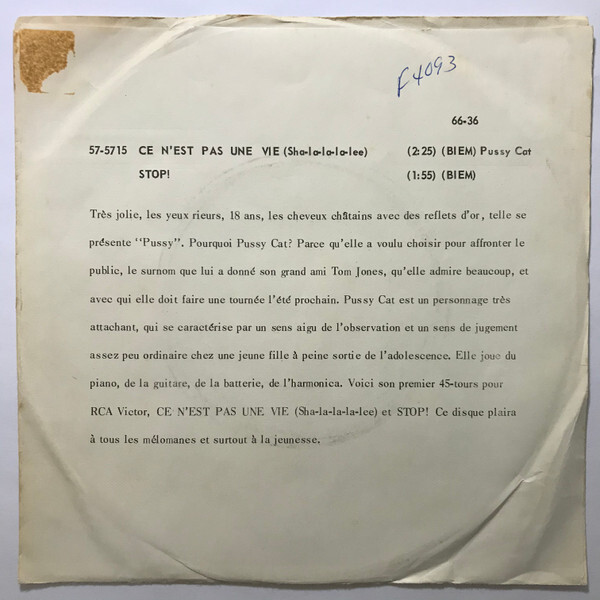 F4093
66-36
57-5715 CE N'EST PAS UNE VIE (Sha-la-la-la-lee) (2:25) (BIEM) Pussy Cat
STOP! (1:55) (BIEM)
Très jolie, les yeux rieurs, 18 ans, les cheveux châtains avec des reflets d'or, telle se
présente "Pussy". Pourquoi Pussy Cat? Parce qu'elle a voulu choisir pour affronter le
public, le surnom que lui a donné son grand ami Tom Jones, qu'elle admire beaucoup, et
avec qui elle doit faire une tournée l'été prochain. Pussy Cat est un personnage très
attachant, qui se caractérise par un sens aigu de l'observation et un sens de jugement
assez peu ordinaire chez une jeune fille à peine sortie de l'adolescence. Elle joue du
piano, de la guitare, de la batterie, de l'harmonica. Voici son premier 45-tours pour
RCA Victor, CE N'EST PAS UNE VIE (Sha-la-la-la-lee) et STOP! Ce disque plaira
à tous les mélomanes et surtout à la jeunesse.